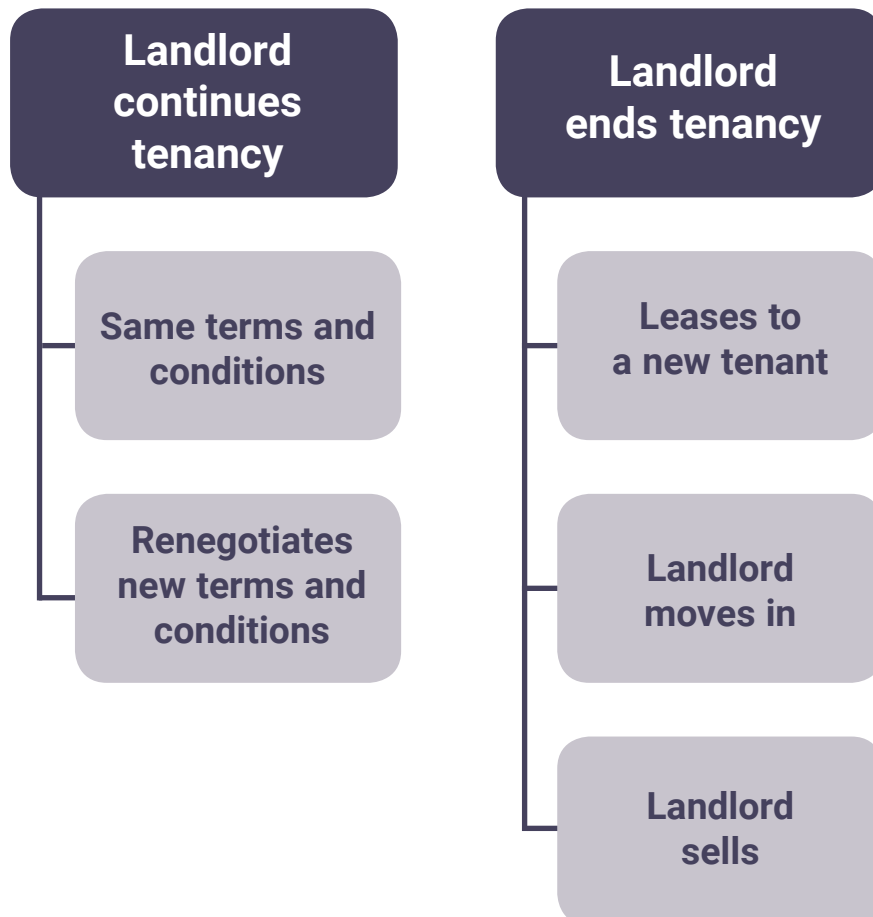 Landlord
continues
tenancy
Same terms and
conditions
Renegotiates
new terms and
conditions
Landlord
ends tenancy
Leases to
a new tenant
Landlord
moves in
Landlord
sells